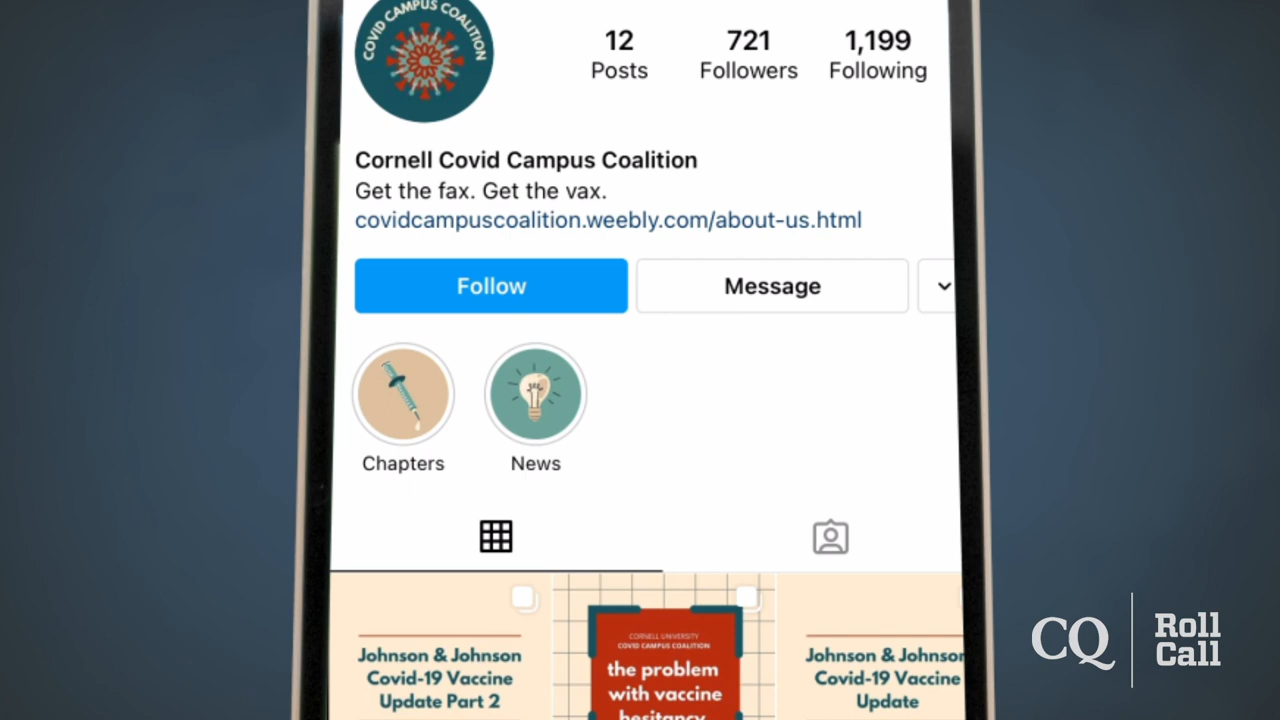 COVID CAMPUS COALITION
12
Posts
721
Followers
1,199
Following
Cornell Covid Campus Coalition
Get the fax. Get the vax.
covidcampuscoalition.weebly.com/about-us.html
Follow
Message
Chapters
News
Johnson & Johnson
Covid-19 Vaccine
Update Part 2
CORNELL UNIVERSITY
COVID CAMPUS COALITION
the problem
with vaccine
hesitancy
Johnson & Johnson
Covid-19 Vaccine
Update
CQ
Roll
Call